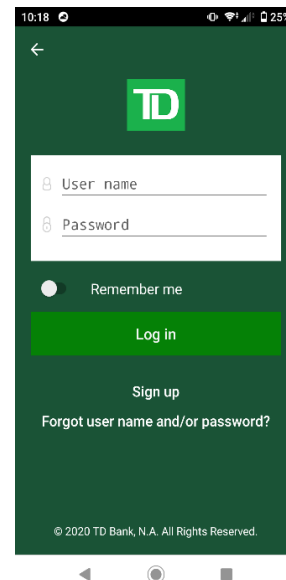 10:18 25%
TD
User name
Password
Remember me
Log in
Sign up
Forgot user name and/or password?
© 2020 TD Bank, N.A. All Rights Reserved.